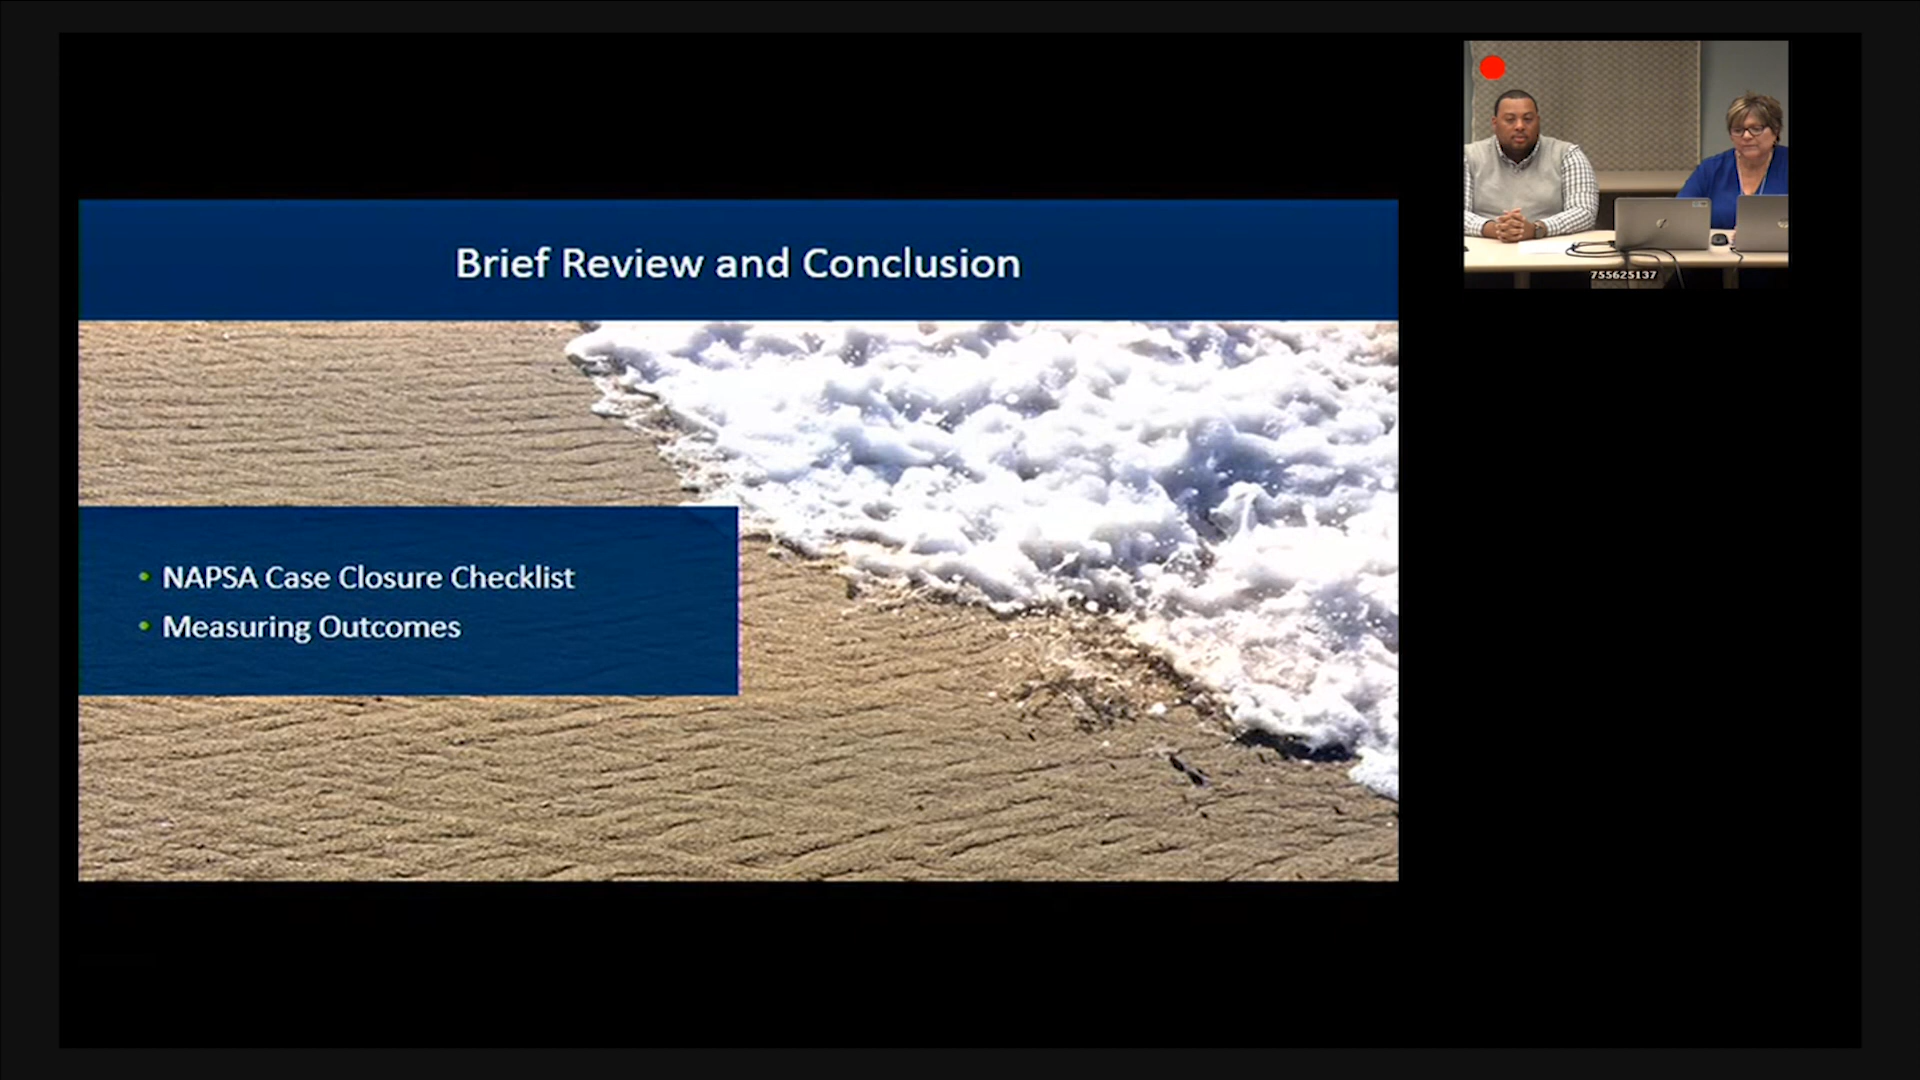 Brief Review and Conclusion
• NAPSA Case Closure Checklist
• Measuring Outcomes
755625137